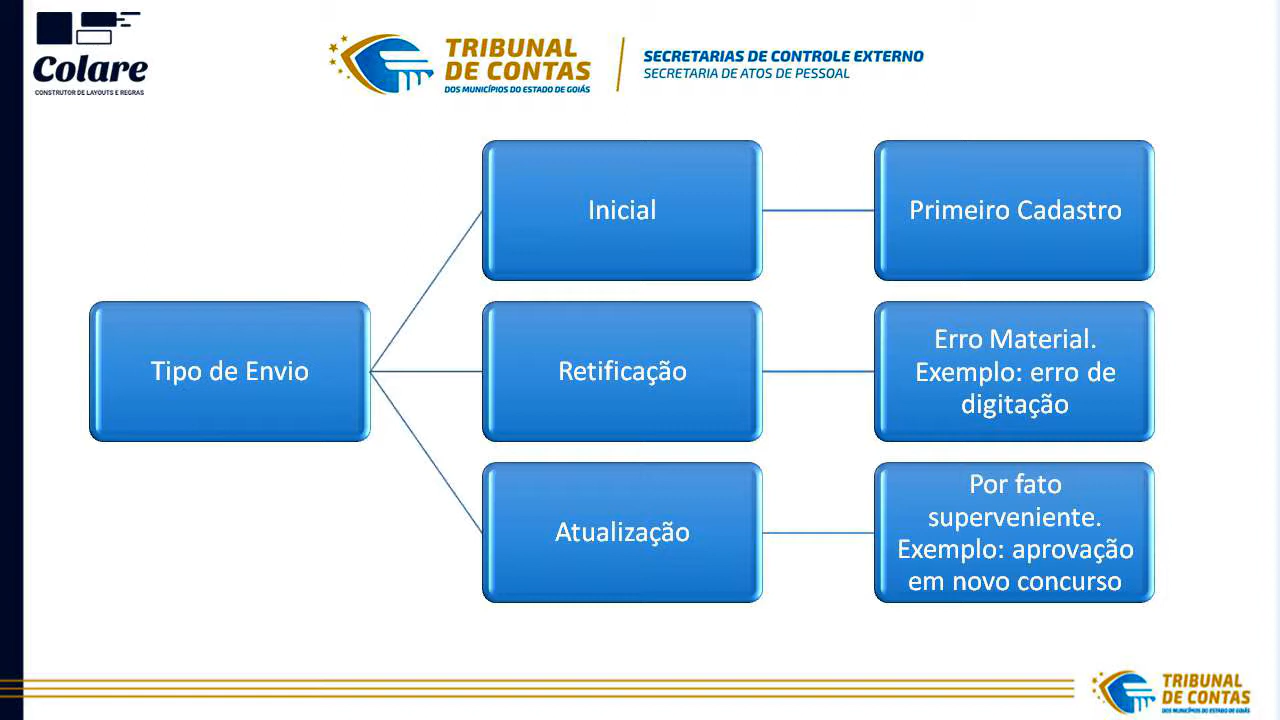 Colare
CONSTRUTOR DE LAYOUTS E REGRAS
TRIBUNAL
DE CONTAS
DOS MUNICÍPIOS DO ESTADO DE GOIÁS
SECRETARIAS DE CONTROLE EXTERNO
SECRETARIA DE ATOS DE PESSOAL
Tipo de Envio
Inicial
Primeiro Cadastro
Retificação
Erro Material.
Exemplo: erro de
digitação
Atualização
Por fato
superveniente.
Exemplo: aprovação
em novo concurso
TRIBUNAL
DE CONTAS
DOS MUNICÍPIOS DO ESTADO DE GOIÁS